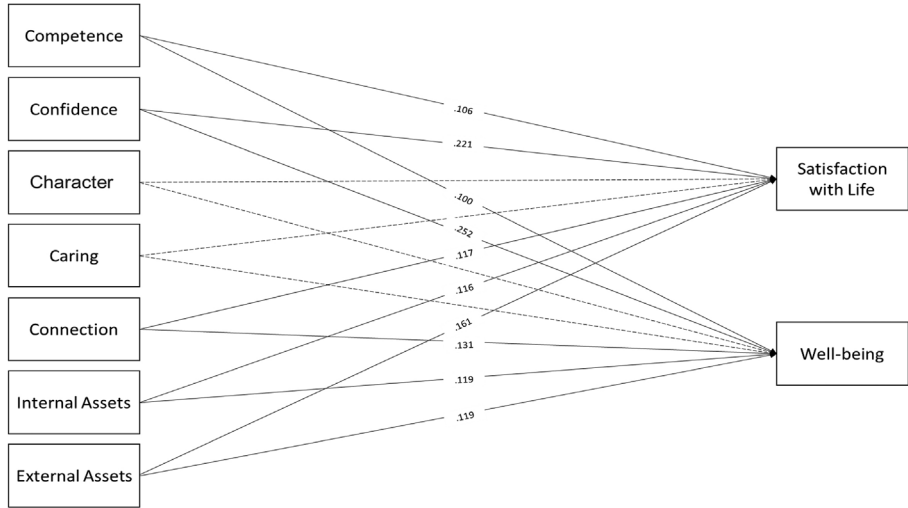 Competence
Confidence
Character
Caring
Connection
Internal Assets
External Assets
.106
.221
.100
.252
.117
.116
.161
.131
.119
.119
Satisfaction
with Life
Well-being